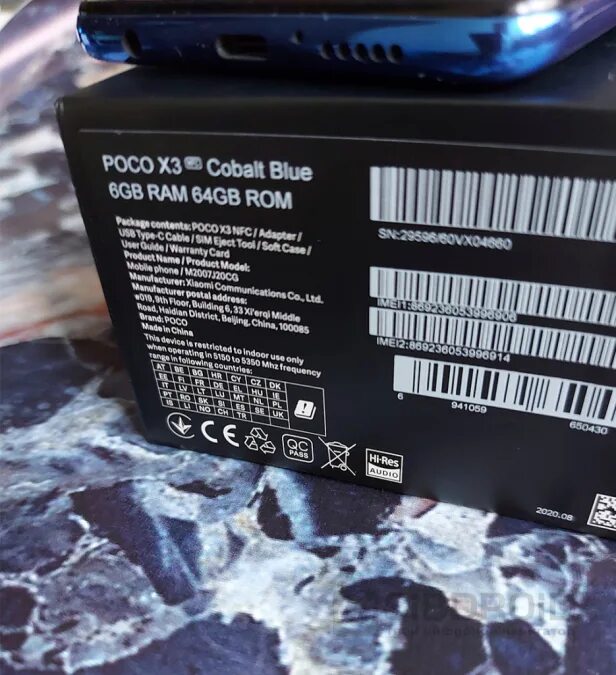 POCO X3 NFC Cobalt Blue
6GB RAM 64GB ROM
Package contents: POCO X3 NFC / Adapter /
USB Type-C Cable / SIM Eject Tool / Soft Case /
User Guide / Warranty Card
Product Name / Product Model:
Mobile phone / M2007J20CG
Manufacturer: Xiaomi Communications Co., Ltd.
Manufacturer postal address:
#019, 9th Floor, Building 6, 33 Xi'erqi Middle
Road, Haidian District, Beijing, China, 100085
Brand: POCO
Made in China
This device is restricted to indoor use only
when operating in 5150 to 5350 Mhz frequency
range in following countries:
AT BE BG HR CY CZ DK
EE FI FR DE EL HU IE
IT LV LT LU MT NL PL
PT RO SK SI ES SE UK
IS LI NO CH TR
CE
QC
PASS
Hi-Res
AUDIO
SN:29596/60VX04660
IMEI1:869236053996906
IMEI2:869236053996914
6 941059 650430
2020.08